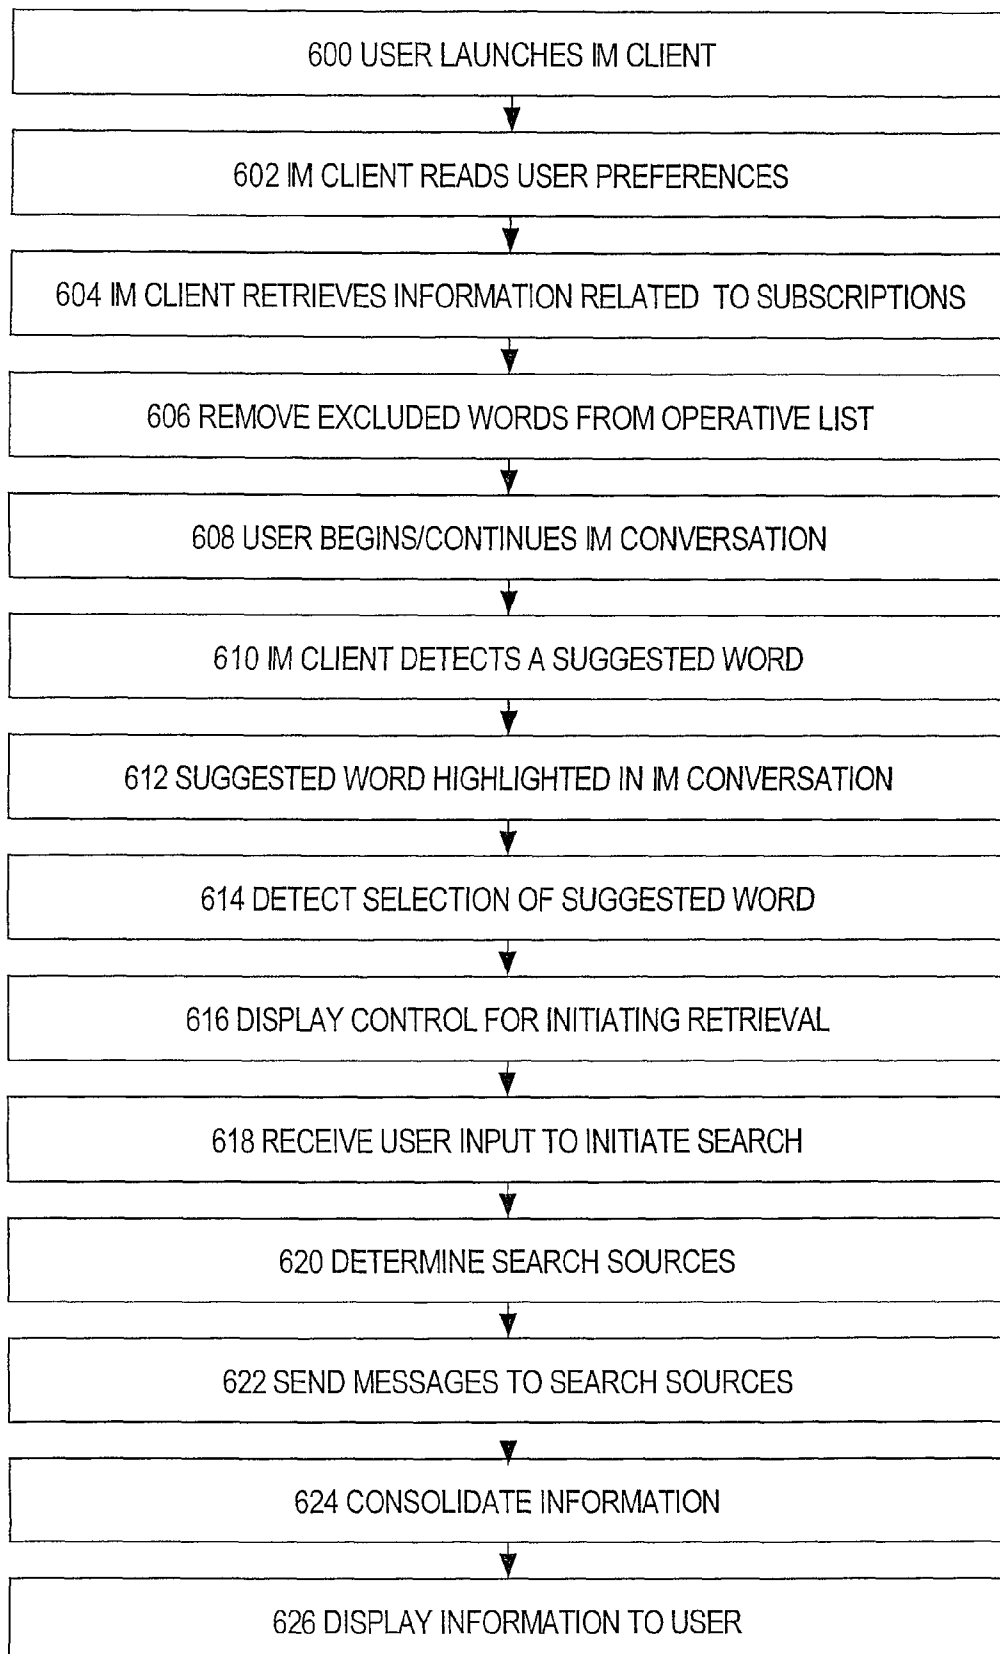 600 USER LAUNCHES IM CLIENT
602 IM CLIENT READS USER PREFERENCES
604 IM CLIENT RETRIEVES INFORMATION RELATED TO SUBSCRIPTIONS
606 REMOVE EXCLUDED WORDS FROM OPERATIVE LIST
608 USER BEGINS/CONTINUES IM CONVERSATION
610 IM CLIENT DETECTS A SUGGESTED WORD
612 SUGGESTED WORD HIGHLIGHTED IN IM CONVERSATION
614 DETECT SELECTION OF SUGGESTED WORD
616 DISPLAY CONTROL FOR INITIATING RETRIEVAL
618 RECEIVE USER INPUT TO INITIATE SEARCH
620 DETERMINE SEARCH SOURCES
622 SEND MESSAGES TO SEARCH SOURCES
624 CONSOLIDATE INFORMATION
626 DISPLAY INFORMATION TO USER